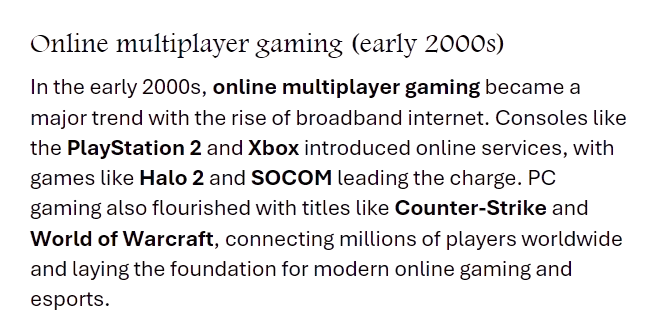 Online multiplayer gaming (early 2000s)
In the early 2000s, online multiplayer gaming became a
major trend with the rise of broadband internet. Consoles like
the PlayStation 2 and Xbox introduced online services, with
games like Halo 2 and SOCOM leading the charge. PC
gaming also flourished with titles like Counter-Strike and
World of Warcraft, connecting millions of players worldwide
and laying the foundation for modern online gaming and
esports.